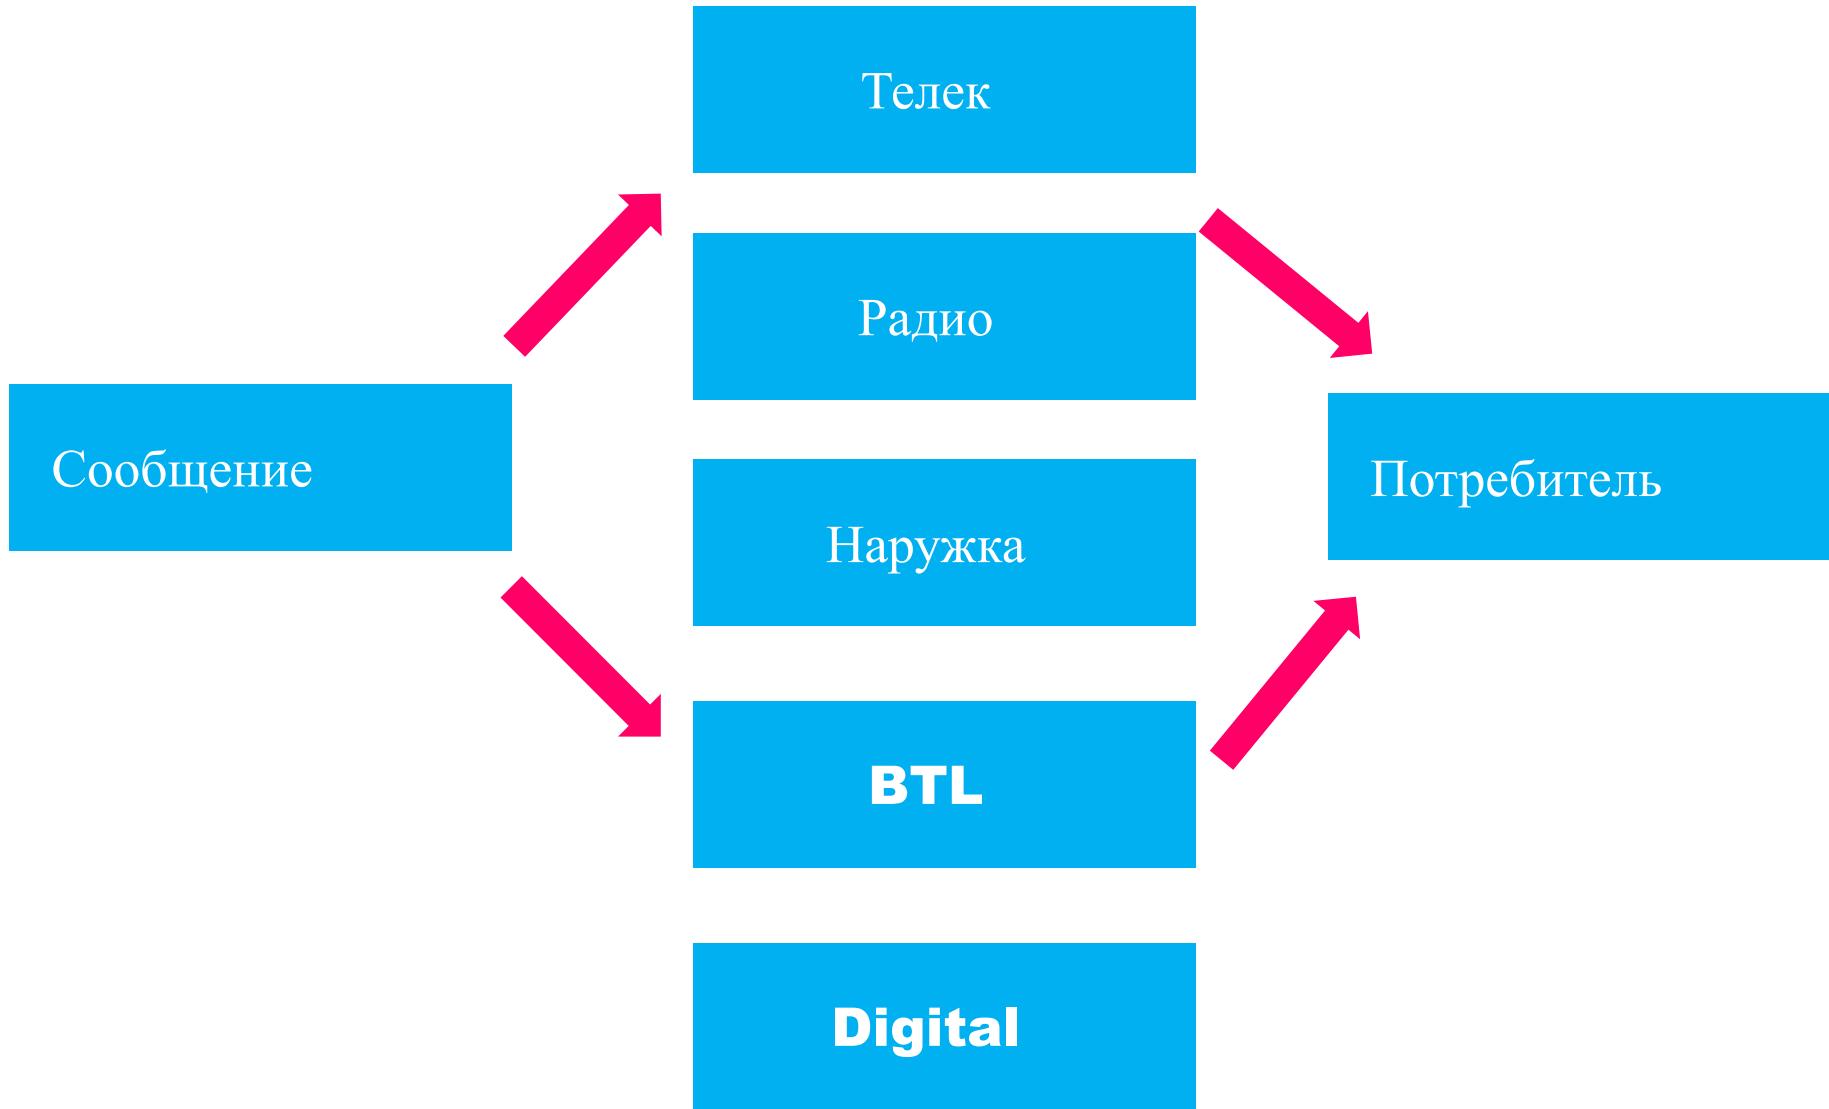 Сообщение
Телек
Радио
Наружка
BTL
Digital
Потребитель